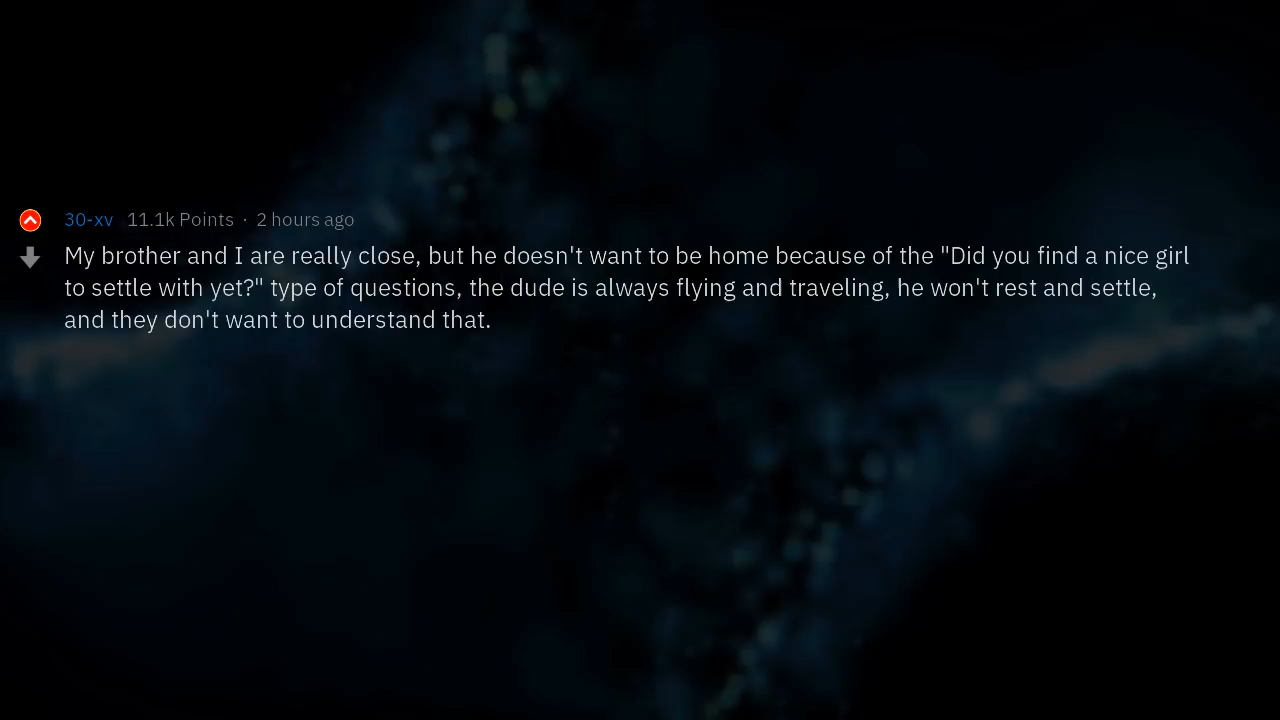 30-xv 11.1k Points · 2 hours ago
My brother and I are really close, but he doesn't want to be home because of the "Did you find a nice girl
to settle with yet?" type of questions, the dude is always flying and traveling, he won't rest and settle,
and they don't want to understand that.